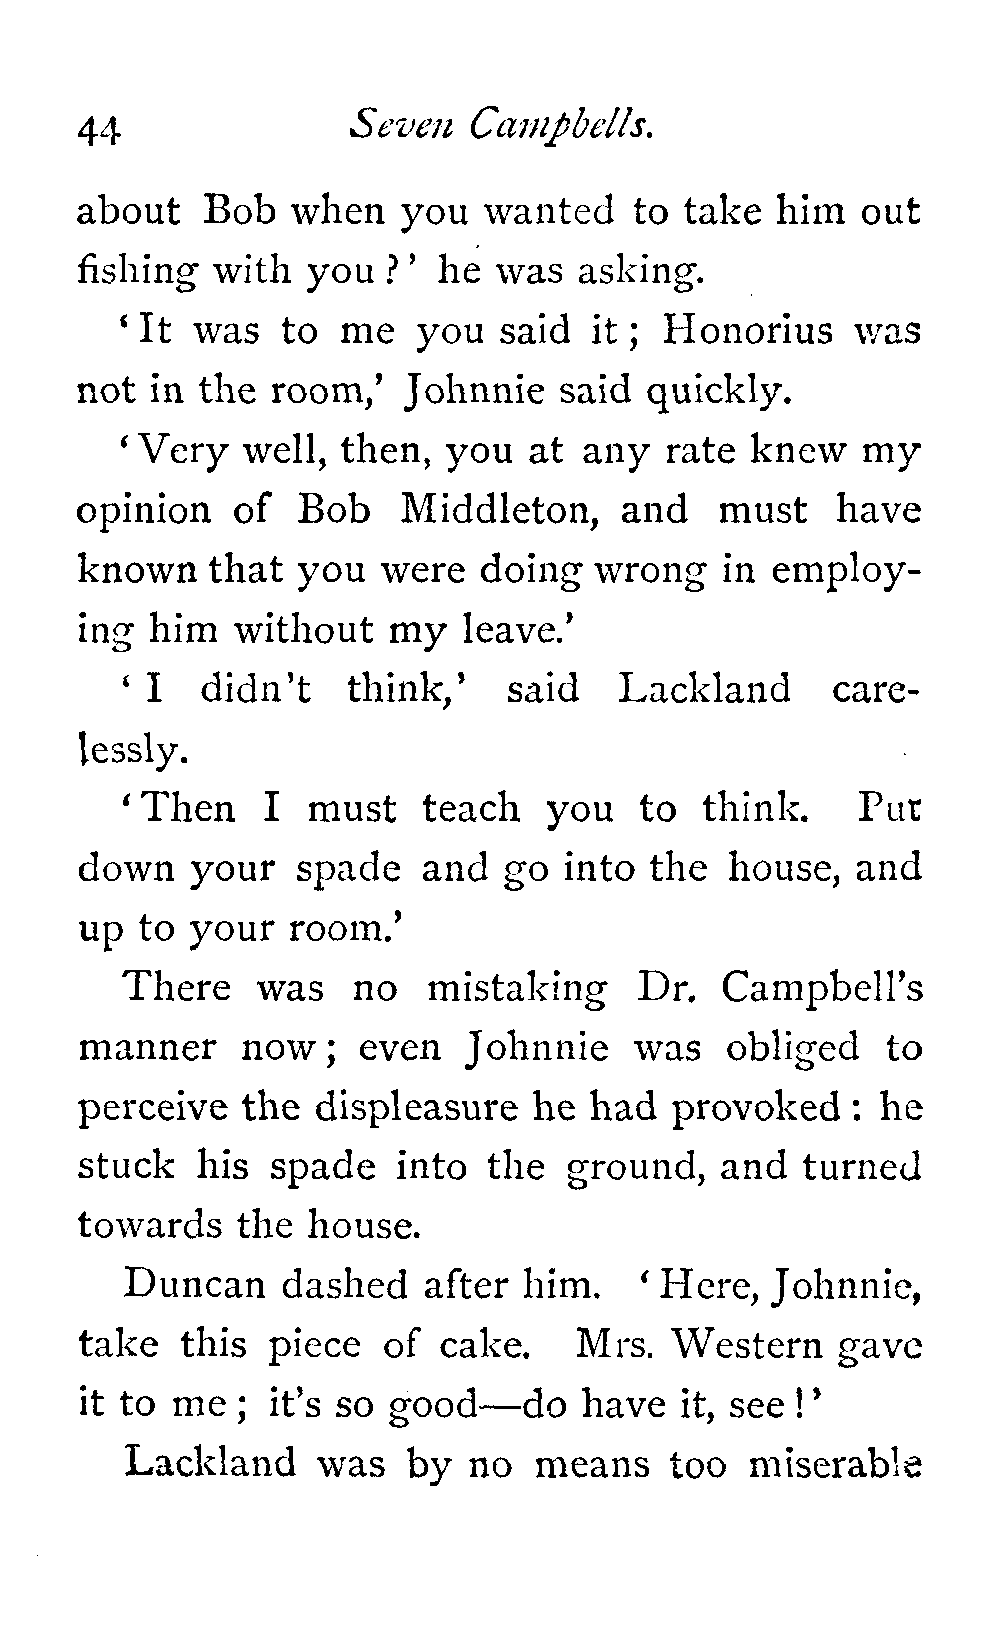 44 Seven Campbells.
about Bob when you wanted to take him out
fishing with you?' he was asking.
'It was to me you said it; Honorius was
not in the room,' Johnnie said quickly.
'Very well, then, you at any rate knew my
opinion of Bob Middleton, and must have
known that you were doing wrong in employ-
ing him without my leave.'
'I didn't think,' said Lackland care-
lessly.
'Then I must teach you to think. Put
down your spade and go into the house, and
up to your room.'
There was no mistaking Dr. Campbell's
manner now; even Johnnie was obliged to
perceive the displeasure he had provoked: he
stuck his spade into the ground, and turned
towards the house.
Duncan dashed after him. 'Here, Johnnie,
take this piece of cake. Mrs. Western gave
it to me; it's so good—do have it, see!'
Lackland was by no means too miserable